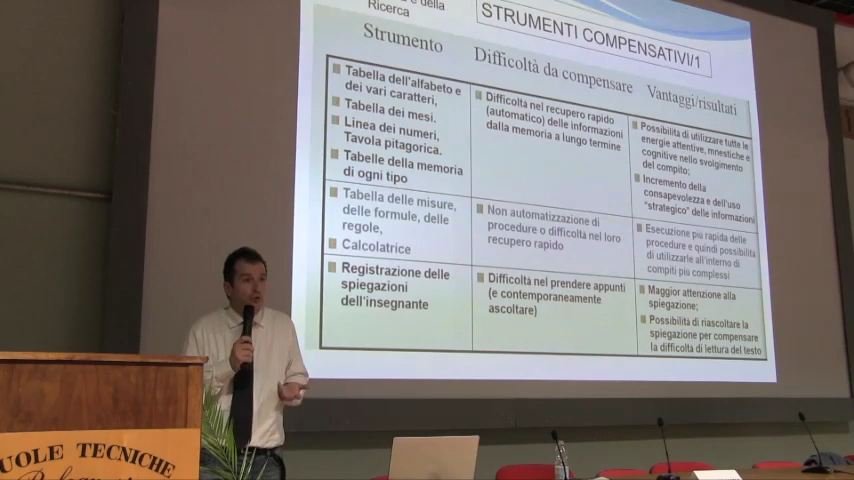 e della
Ricerca
STRUMENTI COMPENSATIVI/1
Strumento
Difficoltà da compensare
Vantaggi/risultati
Tabella dell'alfabeto e
dei vari caratteri,
Tabella dei mesi.
Linea dei numeri,
Tavola pitagorica.
Tabelle della memoria
di ogni tipo
Difficoltà nel recupero rapido
(automatico) delle informazioni
dalla memoria a lungo termine
Possibilità di utilizzare tutte le
energie attentive, mnestiche e
cognitive nello svolgimento
del compito;
Incremento della
consapevolezza e dell'uso
"strategico" delle informazioni
Tabella delle misure,
delle formule, delle
regole,
Calcolatrice
Non automatizzazione di
procedure o difficoltà nel loro
recupero rapido
Esecuzione più rapida delle
procedure e quindi possibilità
di utilizzarle all'interno di
compiti più complessi
Registrazione delle
spiegazioni
dell'insegnante
Difficoltà nel prendere appunti
(e contemporaneamente
ascoltare)
Maggior attenzione alla
spiegazione;
Possibilità di riascoltare la
spiegazione per compensare
la difficoltà di lettura del testo
UOLE TECNICHE